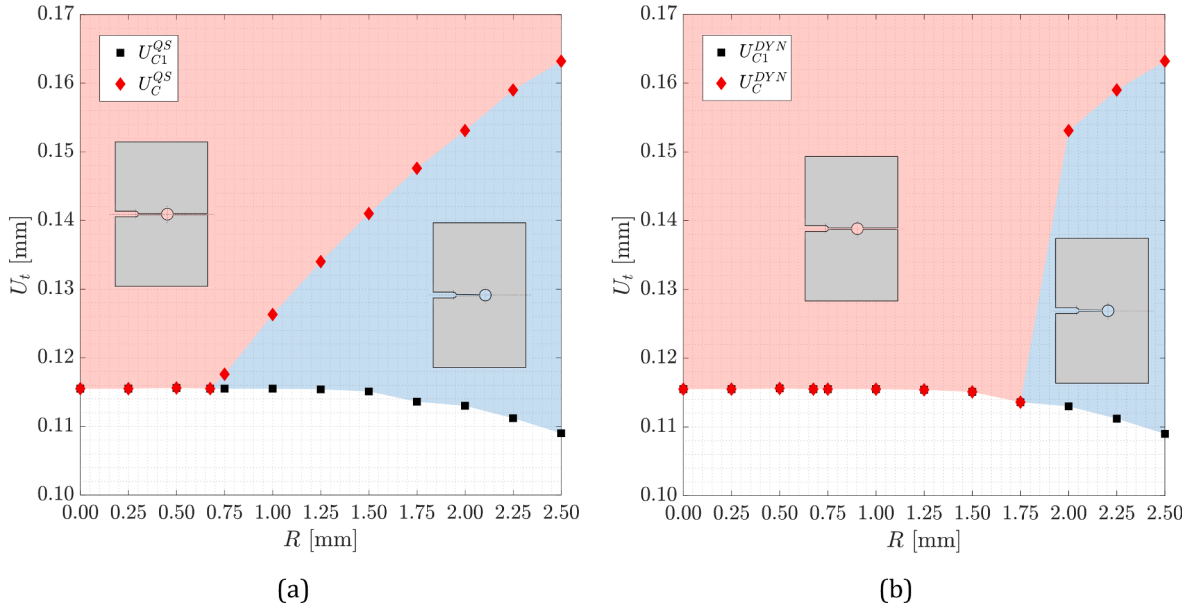 0.17
0.16
0.15
0.14
0.13
0.12
0.11
0.10
U_t [mm]
U_{C1}^{QS}
U_C^{QS}
0.00 0.25 0.50 0.75 1.00 1.25 1.50 1.75 2.00 2.25 2.50
R [mm]
(a)
0.17
0.16
0.15
0.14
0.13
0.12
0.11
0.10
U_t [mm]
U_{C1}^{DYN}
U_C^{DYN}
0.00 0.25 0.50 0.75 1.00 1.25 1.50 1.75 2.00 2.25 2.50
R [mm]
(b)